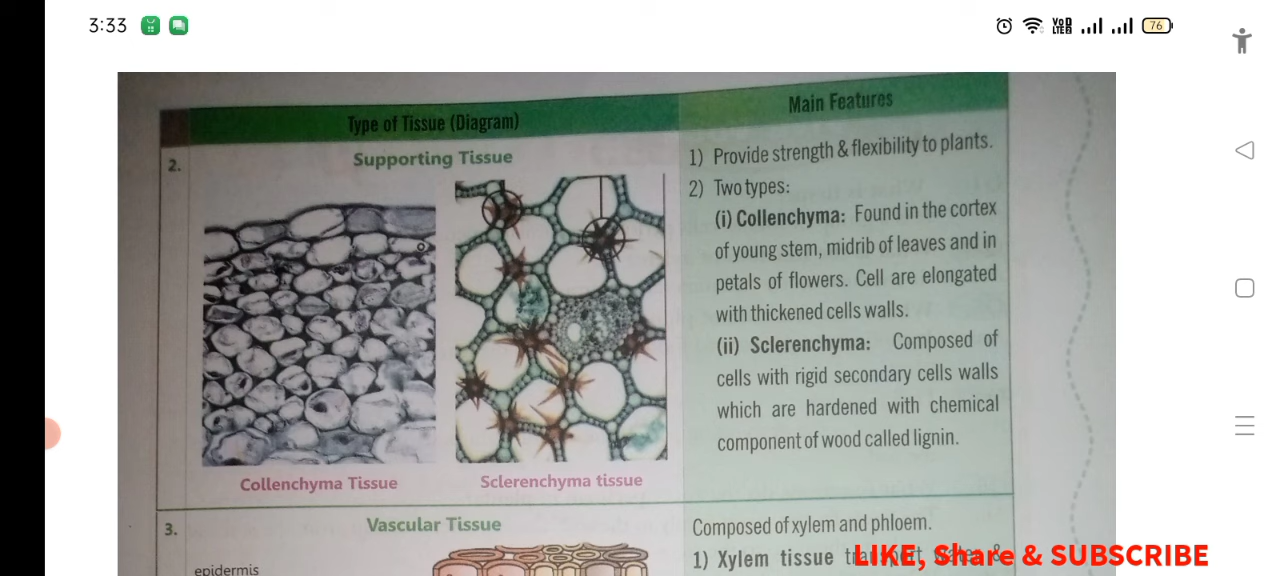 3:33
VoD
LTE2
76
Type of Tissue (Diagram)
Main Features
2.
Supporting Tissue
Collenchyma Tissue
Sclerenchyma tissue
1) Provide strength & flexibility to plants.
2) Two types:
(i) Collenchyma: Found in the cortex
of young stem, midrib of leaves and in
petals of flowers. Cell are elongated
with thickened cells walls.
(ii) Sclerenchyma: Composed of
cells with rigid secondary cells walls
which are hardened with chemical
component of wood called lignin.
3.
Vascular Tissue
epidermis
Composed of xylem and phloem.
1) Xylem tissue transport water &
LIKE, Share & SUBSCRIBE